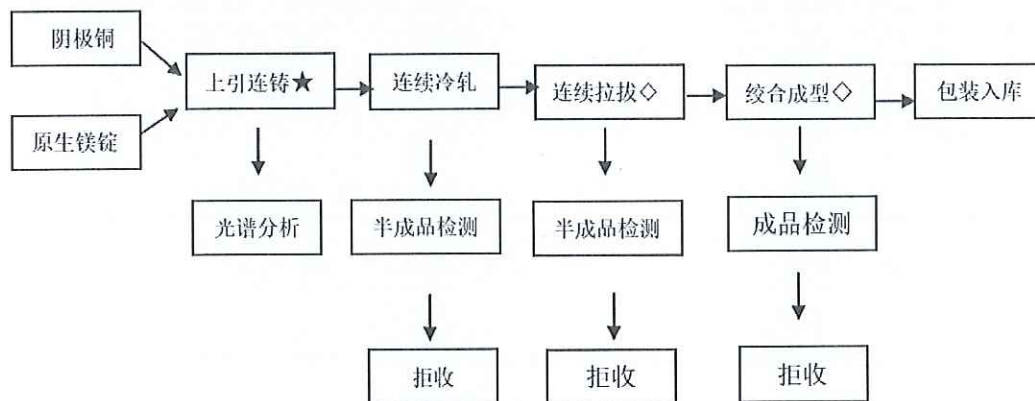 阴极铜
原生镁锭
上引连铸★
连续冷轧
连续拉拔◇
绞合成型◇
包装入库
光谱分析
半成品检测
半成品检测
成品检测
拒收
拒收
拒收